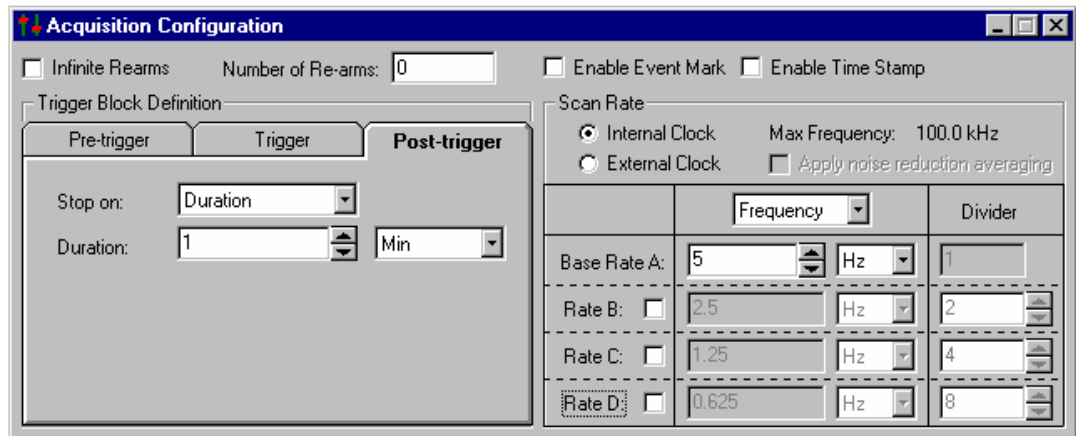 Acquisition Configuration
Infinite Rearms Number of Re-arms: 0 Enable Event Mark Enable Time Stamp
Trigger Block Definition
Pre-trigger Trigger Post-trigger
Stop on: Duration
Duration: 1 Min
Scan Rate
Internal Clock Max Frequency: 100.0 kHz
External Clock Apply noise reduction averaging
Frequency Divider
Base Rate A: 5 Hz 1
Rate B: 2.5 Hz 2
Rate C: 1.25 Hz 4
Rate D: 0.625 Hz 8